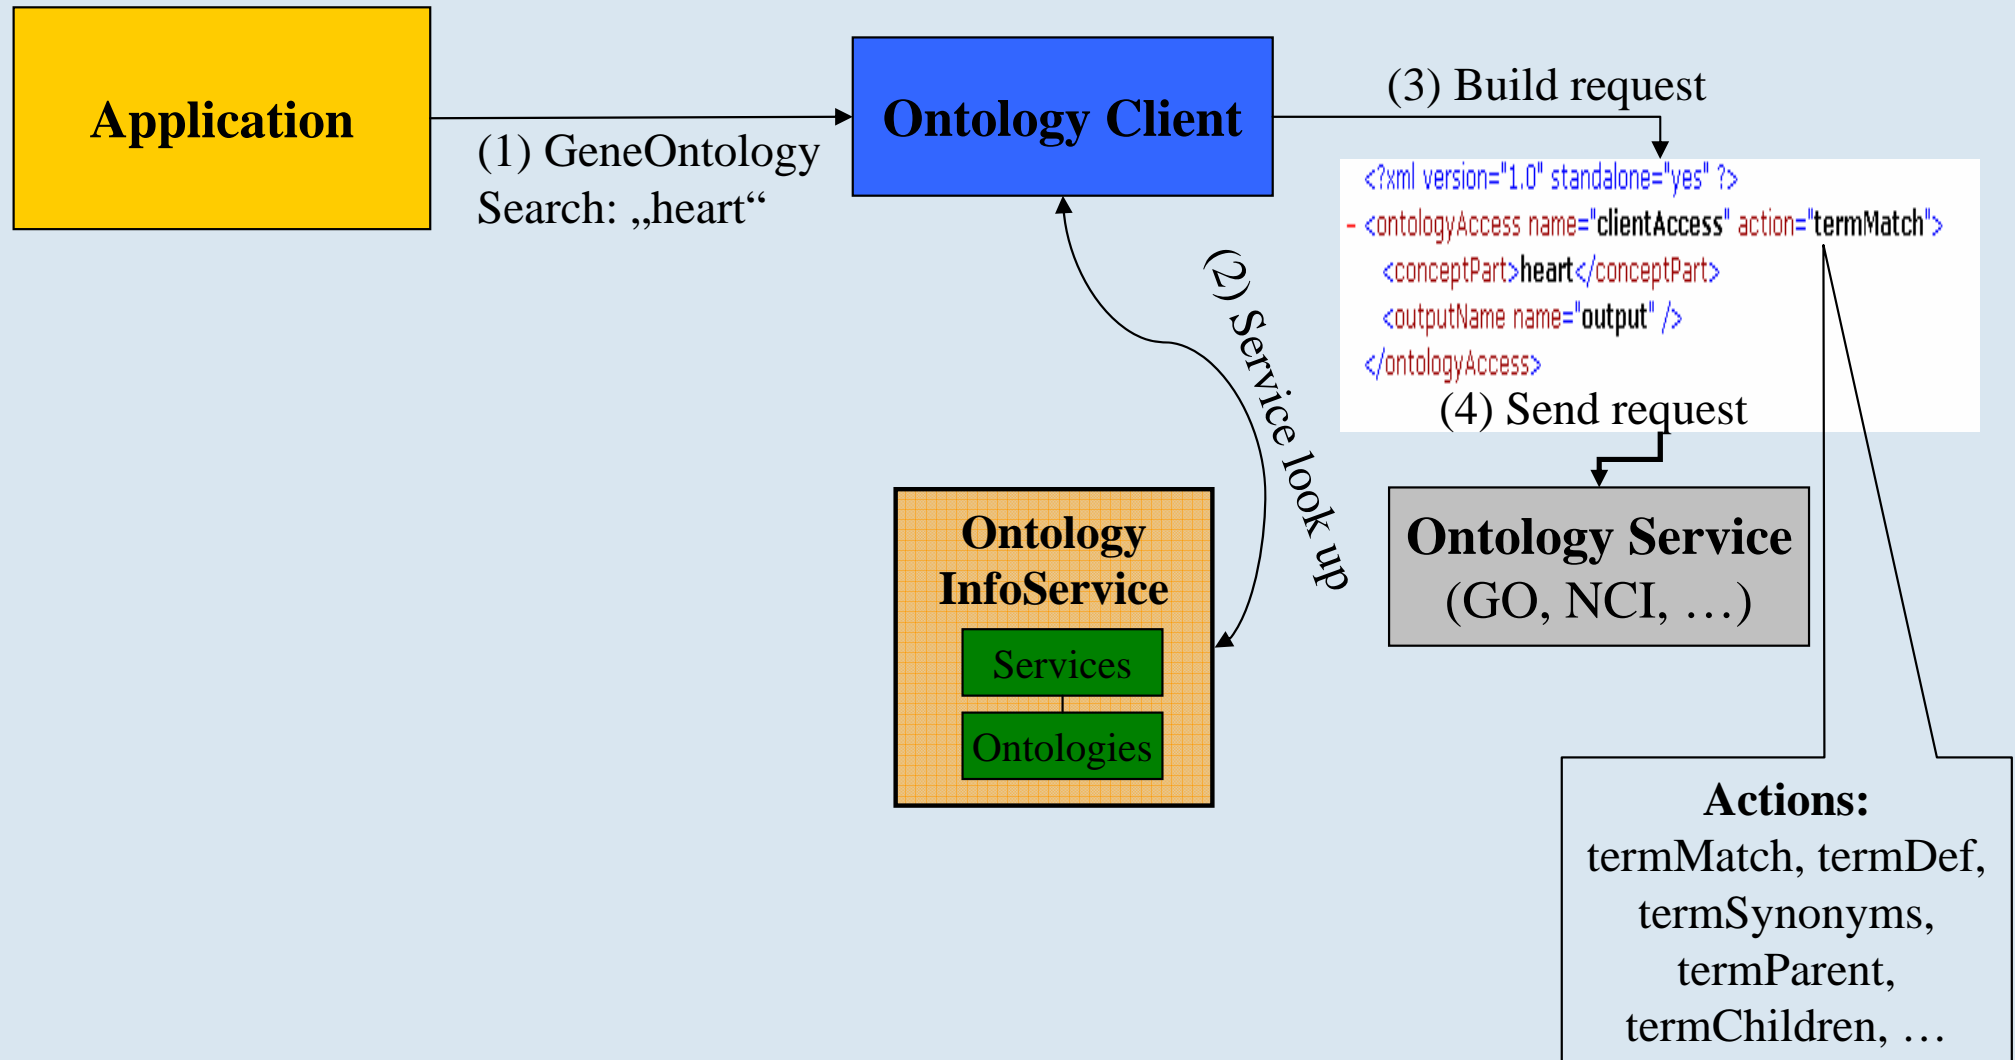 Application
(1) GeneOntology
Search: „heart“
Ontology Client
(2) Service look up
(3) Build request
<?xml version="1.0" standalone="yes" ?>
- <ontologyAccess name="clientAccess" action="termMatch">
<conceptPart>heart</conceptPart>
<outputName name="output" />
</ontologyAccess>
(4) Send request
Ontology
InfoService
Services
Ontologies
Ontology Service
(GO, NCI, …)
Actions:
termMatch, termDef,
termSynonyms,
termParent,
termChildren, …